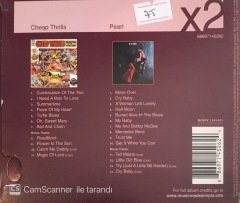 Cheap Thrills
Pearl
75
x2
1 Combination Of The Two
2 I Need A Man To Love
3 Summertime
4 Piece Of My Heart
5 Turtle Blues
6 Oh, Sweet Mary
7 Ball And Chain
Bonus Tracks
8 Roadblock
9 Flower In The Sun
10 Catch Me Daddy
11 Magic Of Love
1 Move Over
2 Cry Baby
3 A Woman Left Lonely
4 Half Moon
5 Buried Alive In The Blues
6 My Baby
7 Me And Bobby McGee
8 Mercedes Benz
9 Trust Me
10 Get It While You Can
Bonus Tracks
11 Tell Mama
12 Little Girl Blue
13 Try (Just A Little Bit Harder)
14 Cry Baby
For full album credits go to
www.musicmadesimple.info
CS CamScanner ile tarandı